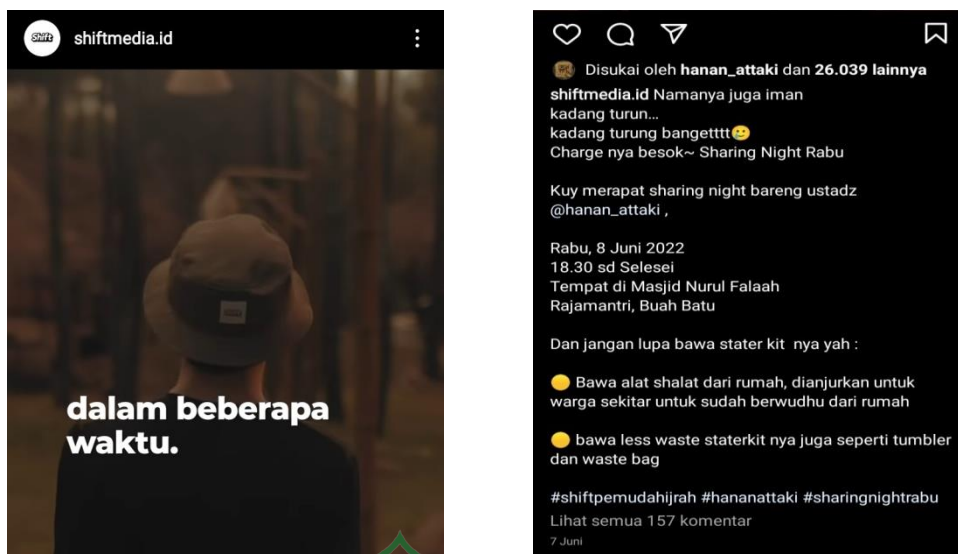 Shift
shiftmedia.id
dalam beberapa
waktu.
Disukai oleh hanan_attaki dan 26.039 lainnya
shiftmedia.id Namanya juga iman
kadang turun...
kadang turung bangetttt🥲
Charge nya besok~ Sharing Night Rabu
Kuy merapat sharing night bareng ustadz
@hanan_attaki ,
Rabu, 8 Juni 2022
18.30 sd Selesei
Tempat di Masjid Nurul Falaah
Rajamantri, Buah Batu
Dan jangan lupa bawa stater kit nya yah :
🟡 Bawa alat shalat dari rumah, dianjurkan untuk
warga sekitar untuk sudah berwudhu dari rumah
🟡 bawa less waste staterkit nya juga seperti tumbler
dan waste bag
#shiftpemudahijrah #hananattaki #sharingnightrabu
Lihat semua 157 komentar
7 Juni